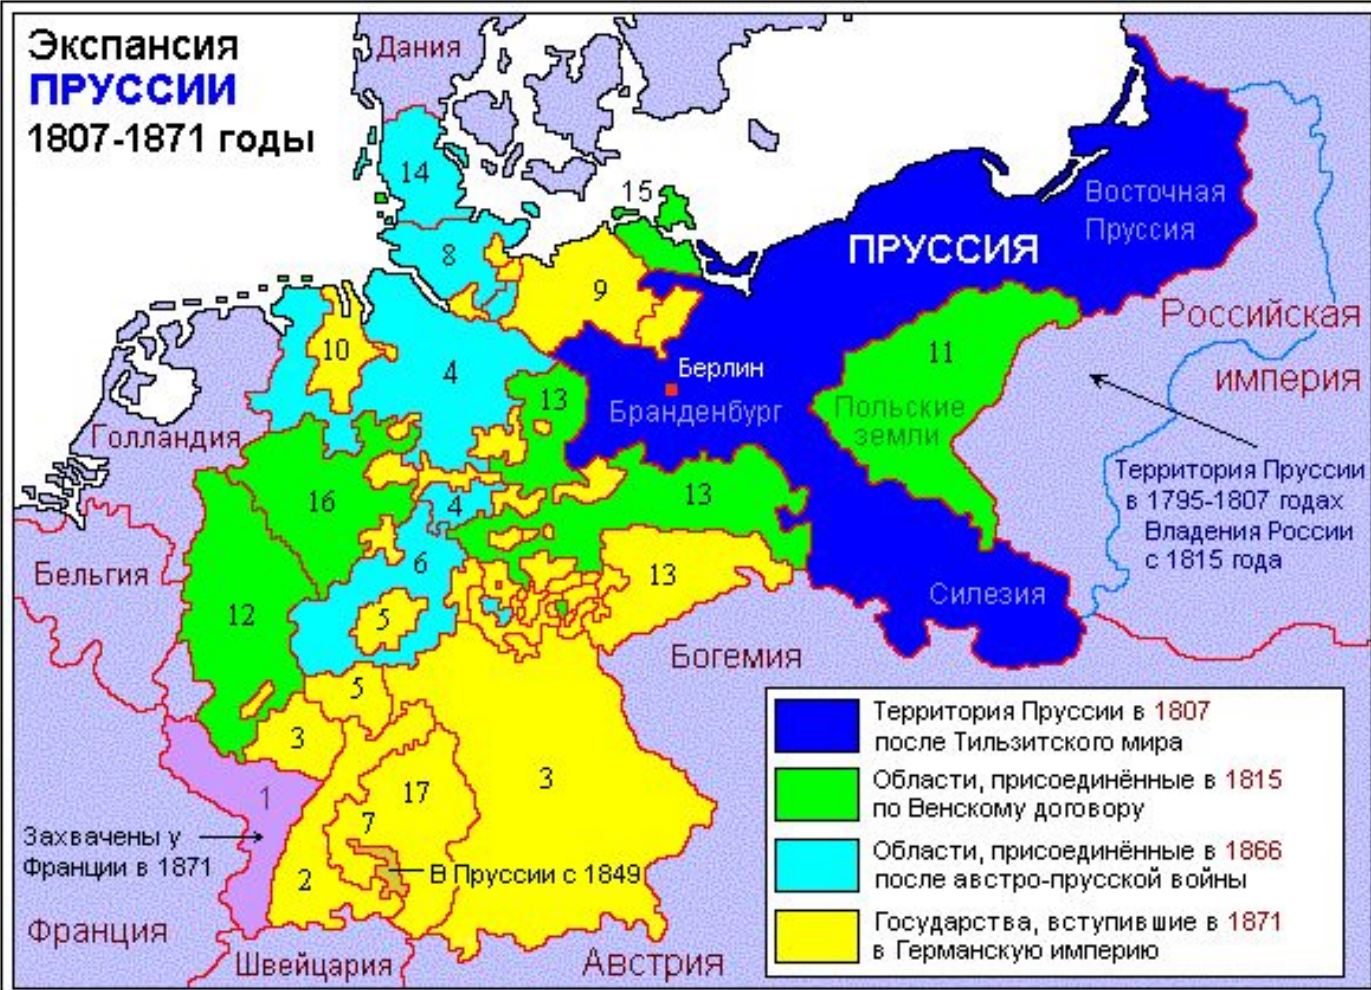 Экспансия
ПРУССИИ
1807-1871 годы
Дания
14
15
8
9
10
4
13
11
ПРУССИЯ
Восточная
Пруссия
Российская
империя
Берлин
Бранденбург
Польские
земли
Голландия
Территория Пруссии
в 1795-1807 годах
Владения России
с 1815 года
16
4
13
6
13
Бельгия
12
5
Силезия
Богемия
5
3
3
1
17
7
2
Захвачены у
Франции в 1871
В Пруссии с 1849
Франция
Швейцария
Австрия
Территория Пруссии в 1807
после Тильзитского мира
Области, присоединённые в 1815
по Венскому договору
Области, присоединённые в 1866
после австро-прусской войны
Государства, вступившие в 1871
в Германскую империю